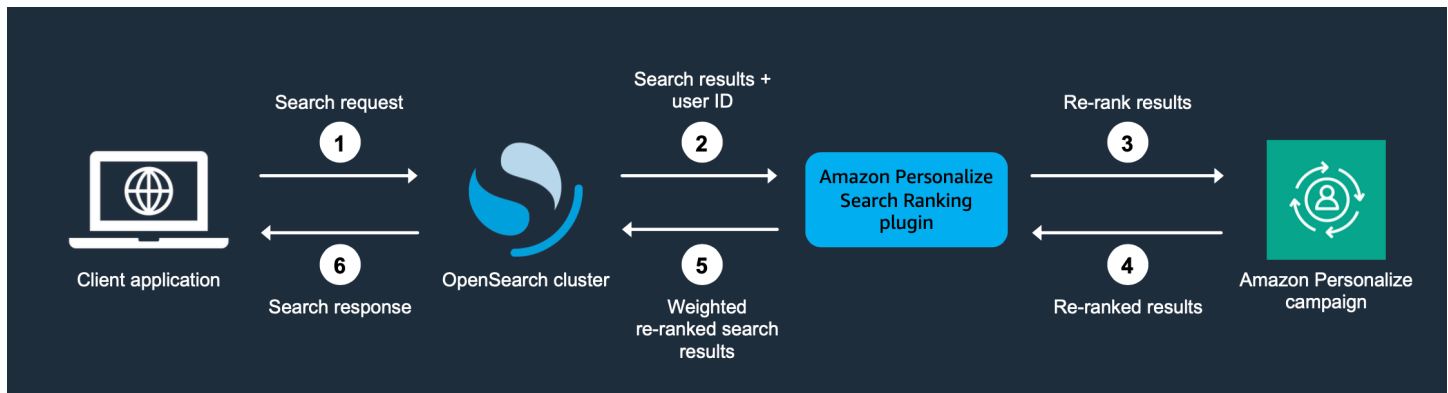 Search request
1
Search results +
user ID
2
Re-rank results
3
Amazon Personalize
Search Ranking
plugin
Client application
6
Search response
OpenSearch cluster
5
Weighted
re-ranked search
results
4
Re-ranked results
Amazon Personalize
campaign